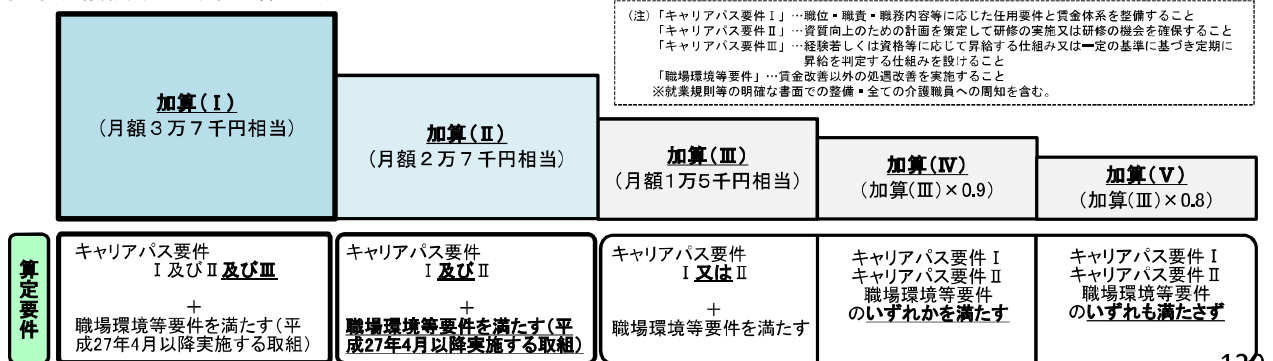 (注)「キャリアパス要件Ⅰ」…職位・職責・職務内容等に応じた任用要件と賃金体系を整備すること
「キャリアパス要件Ⅱ」…資質向上のための計画を策定して研修の実施又は研修の機会を確保すること
「キャリアパス要件Ⅲ」…経験若しくは資格等に応じて昇給する仕組み又は一定の基準に基づき定期に
昇給を判定する仕組みを設けること
「職場環境等要件」…賃金改善以外の処遇改善を実施すること
※就業規則等の明確な書面での整備・全ての介護職員への周知を含む。
加算(Ⅰ)
(月額3万7千円相当)
加算(Ⅱ)
(月額2万7千円相当)
加算(Ⅲ)
(月額1万5千円相当)
加算(Ⅳ)
(加算(Ⅲ)×0.9)
加算(Ⅴ)
(加算(Ⅲ)×0.8)
算定要件
キャリアパス要件
Ⅰ及びⅡ及びⅢ
+
職場環境等要件を満たす(平
成27年4月以降実施する取組)
キャリアパス要件
Ⅰ及びⅡ
+
職場環境等要件を満たす(平
成27年4月以降実施する取組)
キャリアパス要件
Ⅰ又はⅡ
+
職場環境等要件を満たす
キャリアパス要件Ⅰ
キャリアパス要件Ⅱ
職場環境等要件
のいずれかを満たす
キャリアパス要件Ⅰ
キャリアパス要件Ⅱ
職場環境等要件
のいずれも満たさず